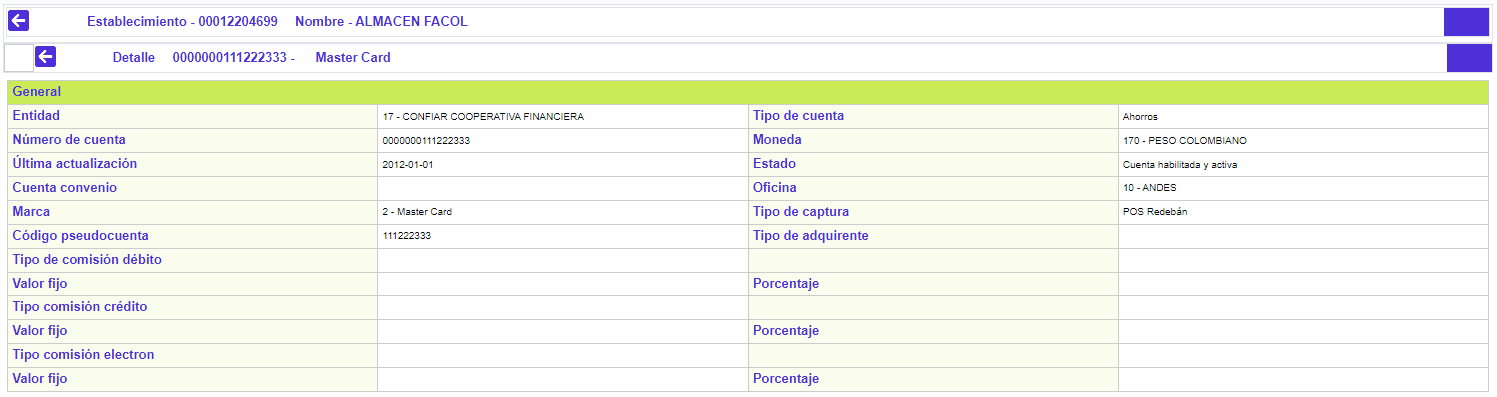 Establecimiento - 00012204699 Nombre - ALMACEN FACOL
Detalle 0000000111222333 - Master Card
General
Entidad 17 - CONFIAR COOPERATIVA FINANCIERA Tipo de cuenta Ahorros
Número de cuenta 0000000111222333 Moneda 170 - PESO COLOMBIANO
Última actualización 2012-01-01 Estado Cuenta habilitada y activa
Cuenta convenio Oficina 10 - ANDES
Marca 2 - Master Card Tipo de captura POS Redebán
Código pseudocuenta 111222333 Tipo de adquirente
Tipo de comisión débito
Valor fijo Porcentaje
Tipo comisión crédito
Valor fijo Porcentaje
Tipo comisión electron
Valor fijo Porcentaje